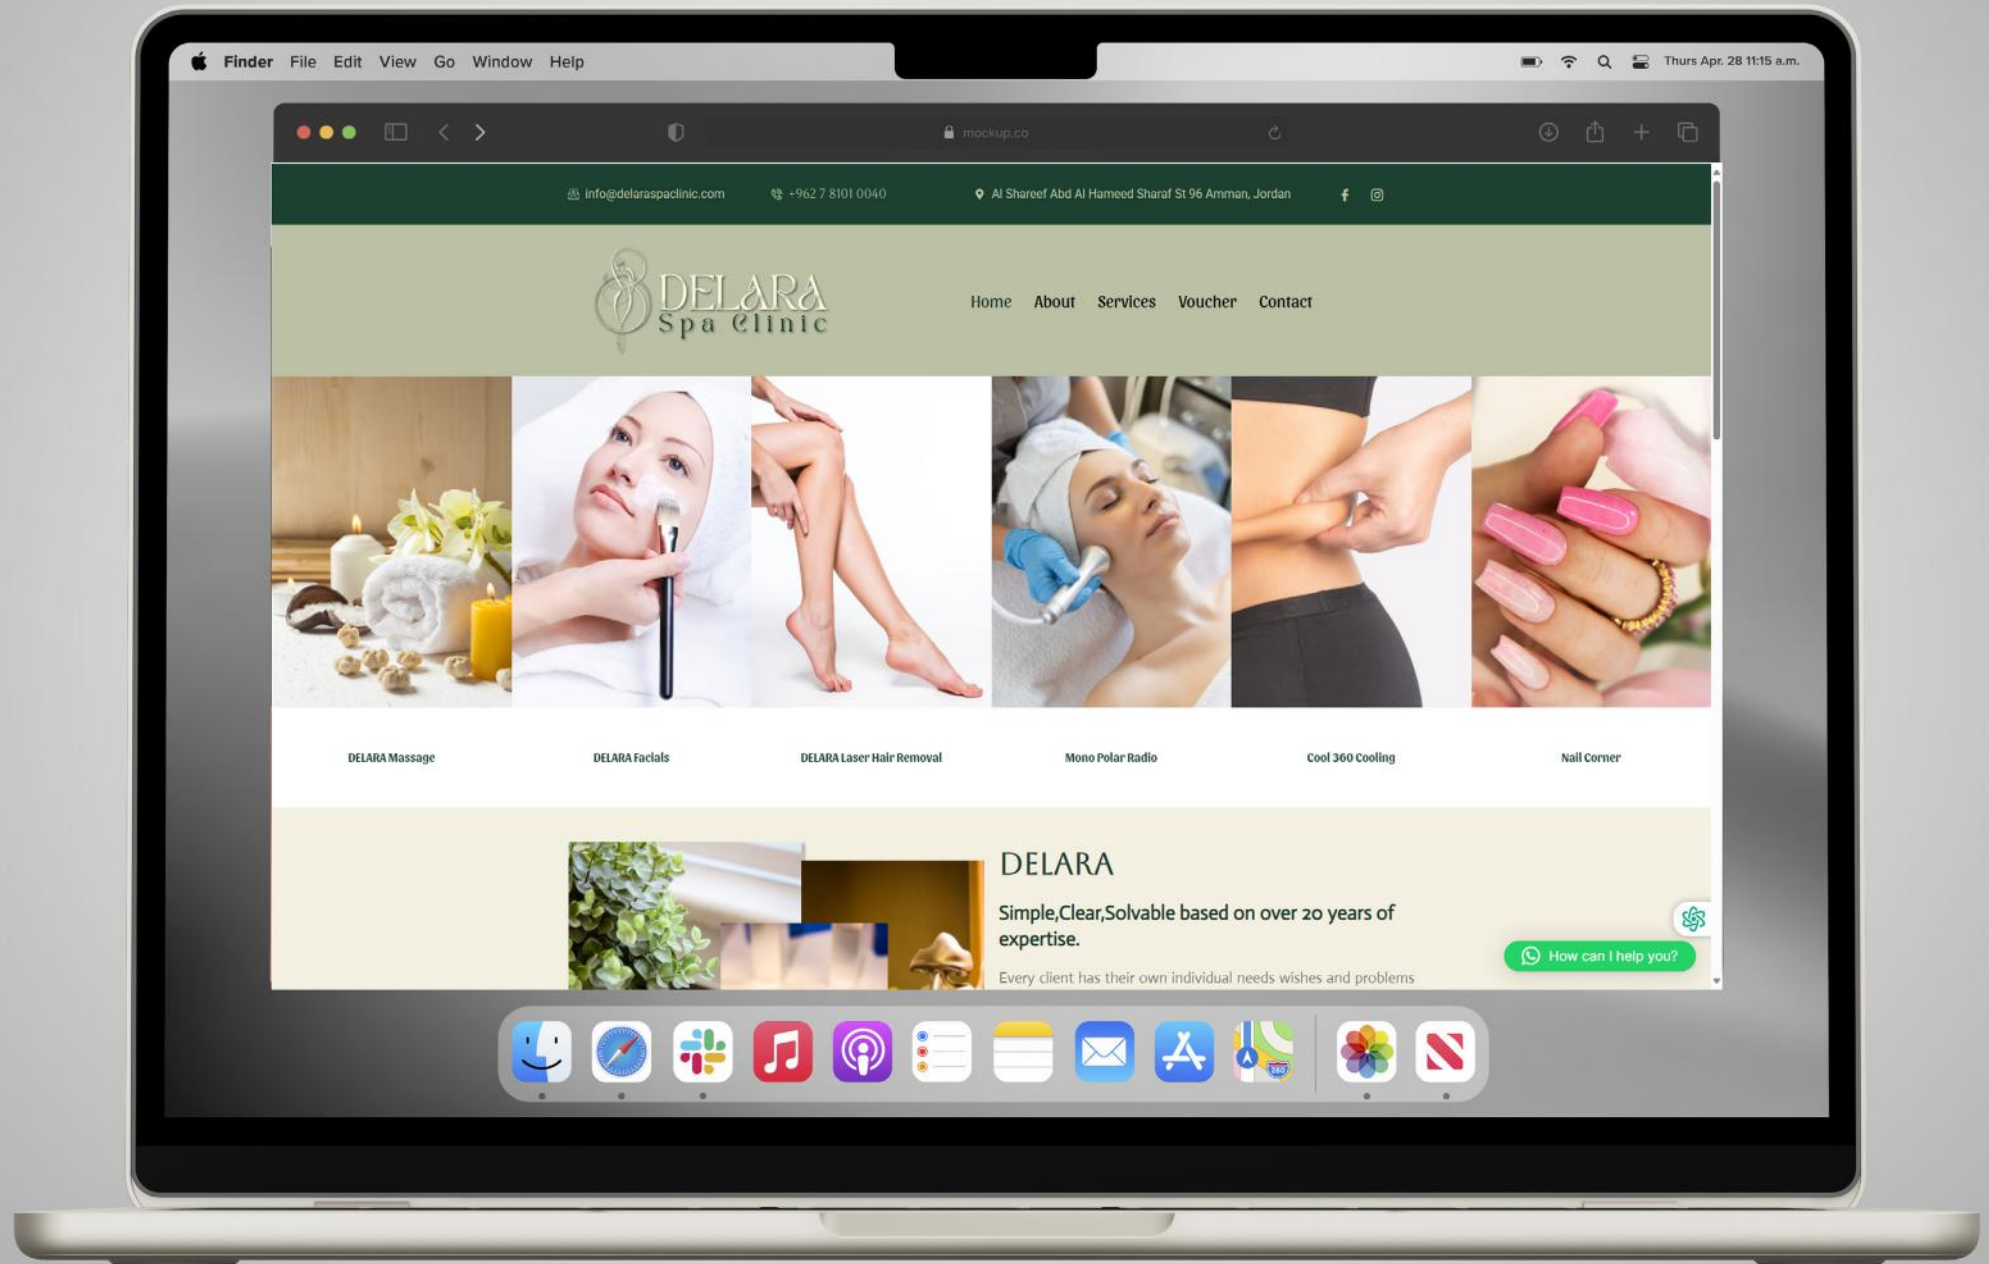 Finder File Edit View Go Window Help
Thurs Apr. 28 11:15 a.m.
mockup.co
info@delaraspaclinic.com
+962 7 8101 0040
Al Shareef Abd Al Hameed Sharaf St 96 Amman, Jordan
DELARA
Spa Clinic
Home About Services Voucher Contact
DELARA Massage
DELARA Facials
DELARA Laser Hair Removal
Mono Polar Radio
Cool 360 Cooling
Nail Corner
DELARA
Simple,Clear,Solvable based on over 20 years of
expertise.
Every client has their own individual needs wishes and problems
How can I help you?
280